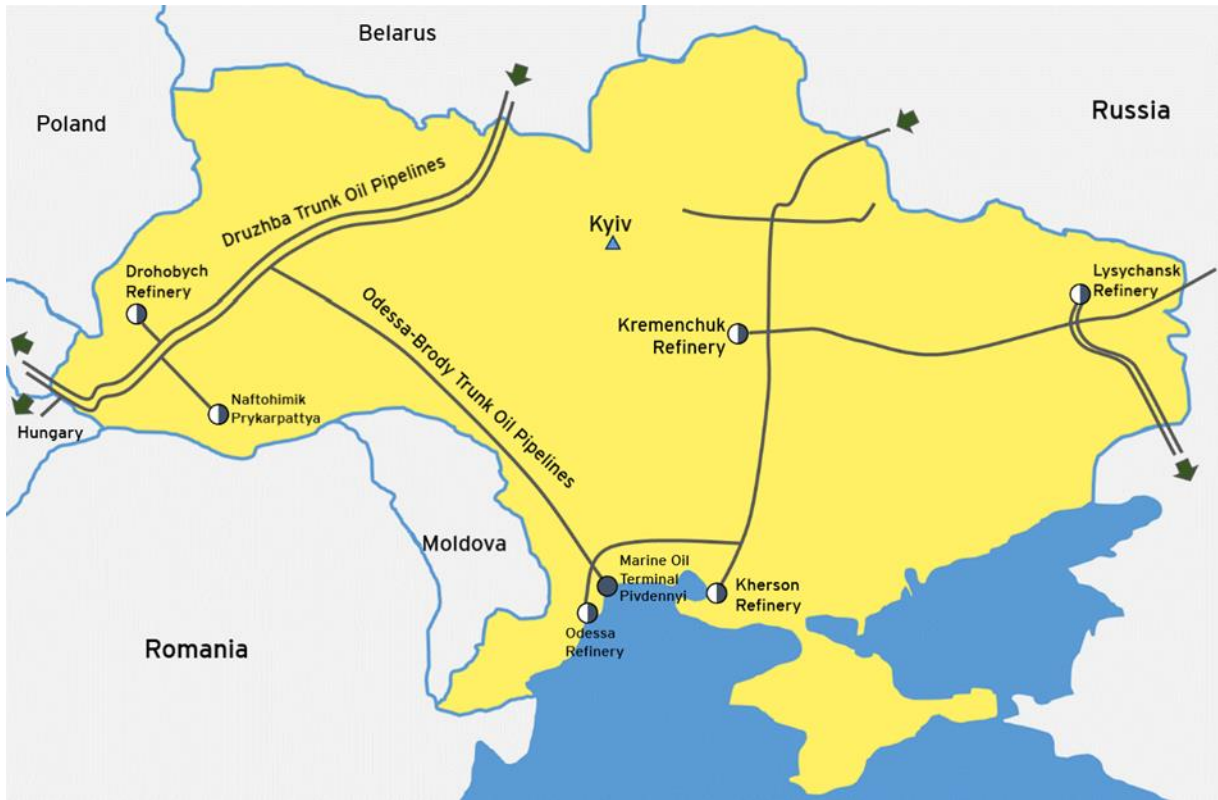 Belarus
Poland
Russia
Druzhba Trunk Oil Pipelines
Kyiv
Drohobych
Refinery
Lysychansk
Refinery
Odessa-Brody Trunk Oil Pipelines
Kremenchuk
Refinery
Naftohimik
Prykarpattya
Hungary
Moldova
Marine Oil
Terminal
Pivdennyi
Kherson
Refinery
Odessa
Refinery
Romania